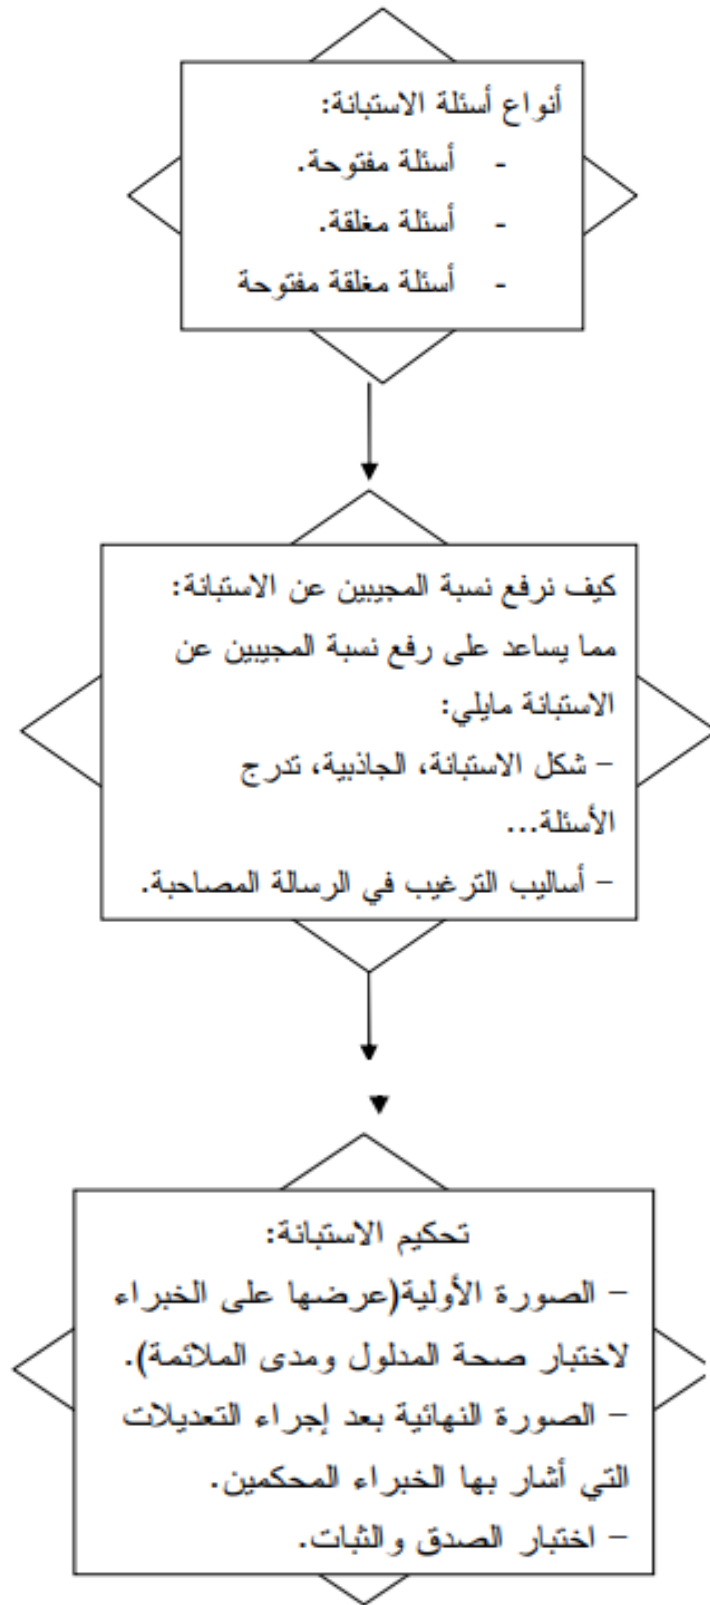 أنواع أسئلة الاستبانة:
- أسئلة مفتوحة.
- أسئلة مغلقة.
- أسئلة مغلقة مفتوحة
كيف نرفع نسبة المجيبين عن الاستبانة:
مما يساعد على رفع نسبة المجيبين عن
الاستبانة مايلي:
– شكل الاستبانة، الجاذبية، تدرج
الأسئلة...
– أساليب الترغيب في الرسالة المصاحبة.
تحكيم الاستبانة:
– الصورة الأولية(عرضها على الخبراء
لاختبار صحة المدلول ومدى الملائمة).
– الصورة النهائية بعد إجراء التعديلات
التي أشار بها الخبراء المحكمين.
– اختبار الصدق والثبات.